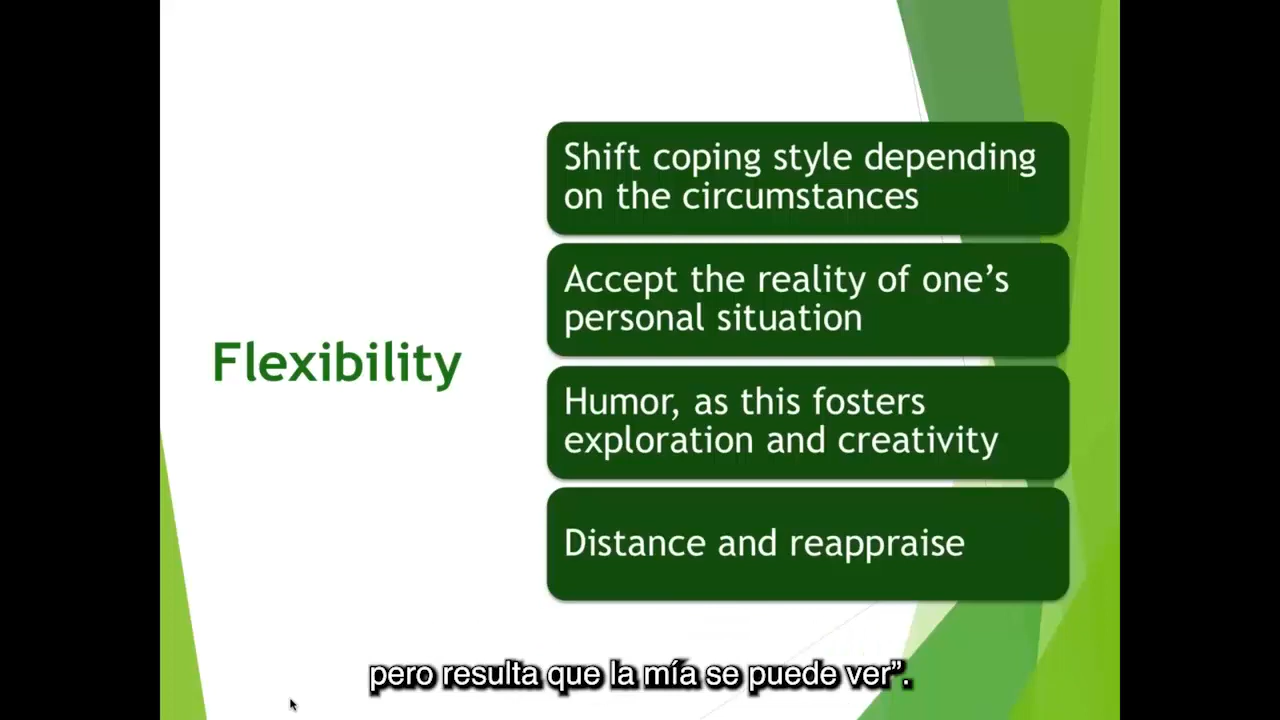 Flexibility
Shift coping style depending
on the circumstances
Accept the reality of one’s
personal situation
Humor, as this fosters
exploration and creativity
Distance and reappraise
pero resulta que la mía se puede ver”.